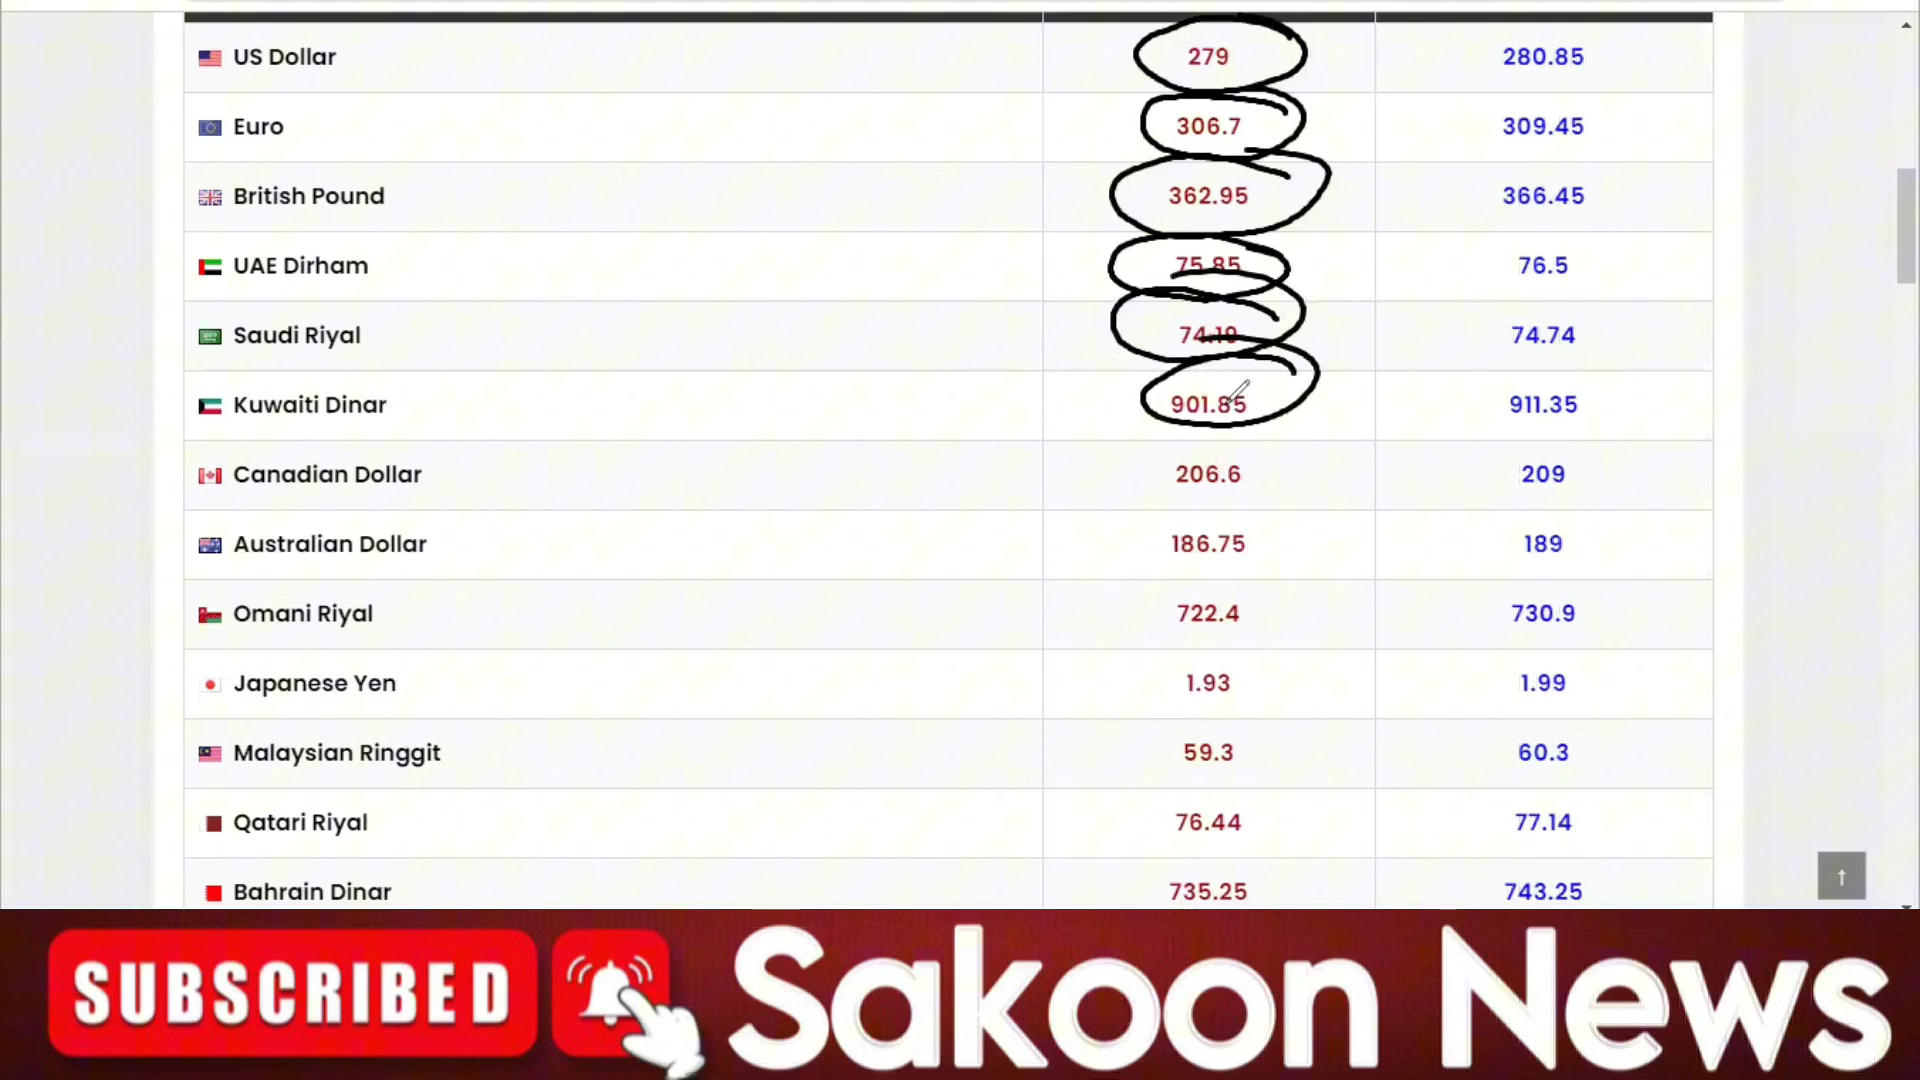 US Dollar 279 280.85
Euro 306.7 309.45
British Pound 362.95 366.45
UAE Dirham 75.85 76.5
Saudi Riyal 74.19 74.74
Kuwaiti Dinar 901.85 911.35
Canadian Dollar 206.6 209
Australian Dollar 186.75 189
Omani Riyal 722.4 730.9
Japanese Yen 1.93 1.99
Malaysian Ringgit 59.3 60.3
Qatari Riyal 76.44 77.14
Bahrain Dinar 735.25 743.25
SUBSCRIBED Sakoon News